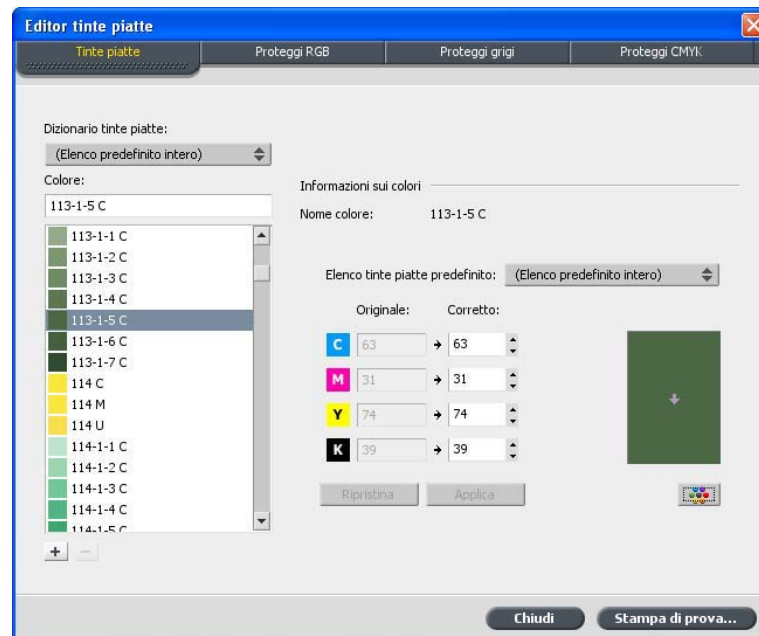 Editor tinte piatte
Tinte piatte
Proteggi RGB
Proteggi grigi
Proteggi CMYK
Dizionario tinte piatte:
(Elenco predefinito intero)
Colore:
113-1-5 C
113-1-1 C
113-1-2 C
113-1-3 C
113-1-4 C
113-1-5 C
113-1-6 C
113-1-7 C
114 C
114 M
114 U
114-1-1 C
114-1-2 C
114-1-3 C
114-1-4 C
114-1-5 C
Informazioni sui colori
Nome colore: 113-1-5 C
Elenco tinte piatte predefinito: (Elenco predefinito intero)
Originale: Corretto:
C 63 → 63
M 31 → 31
Y 74 → 74
K 39 → 39
Ripristina
Applica
Chiudi
Stampa di prova...